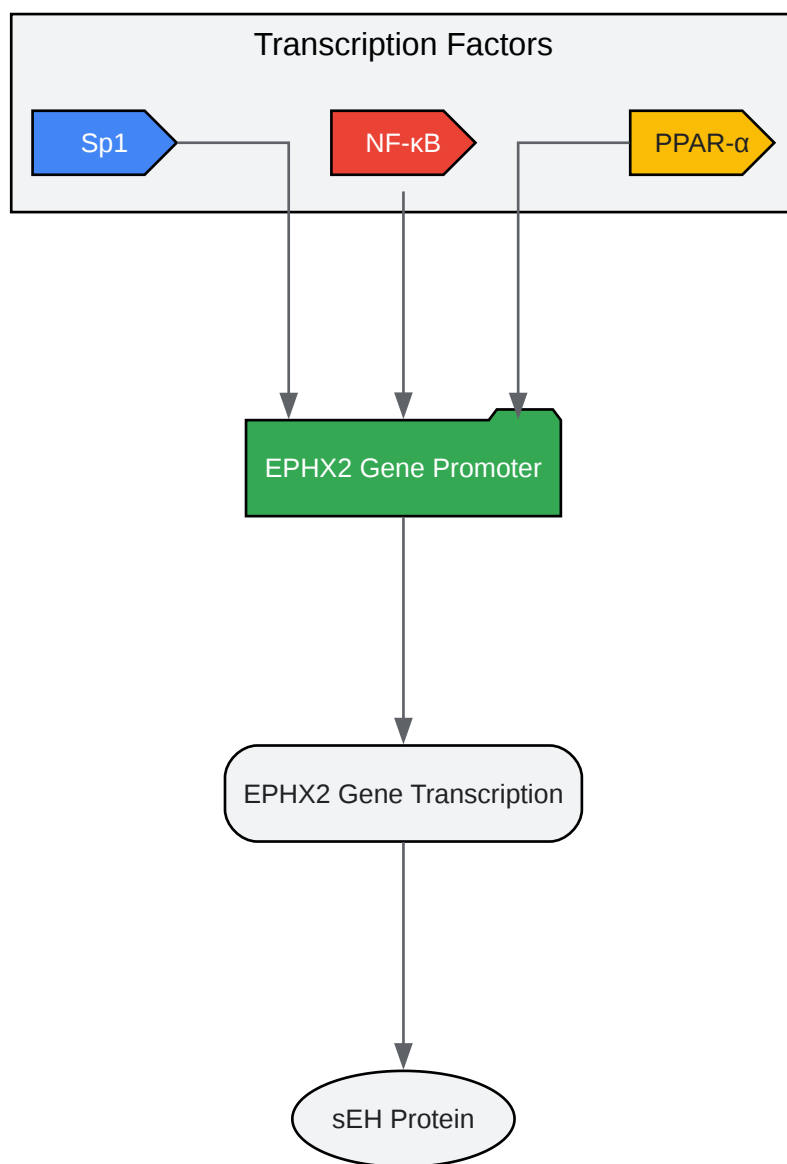 Transcription Factors
Sp1
NF-κB
PPAR-α
EPHX2 Gene Promoter
EPHX2 Gene Transcription
sEH Protein